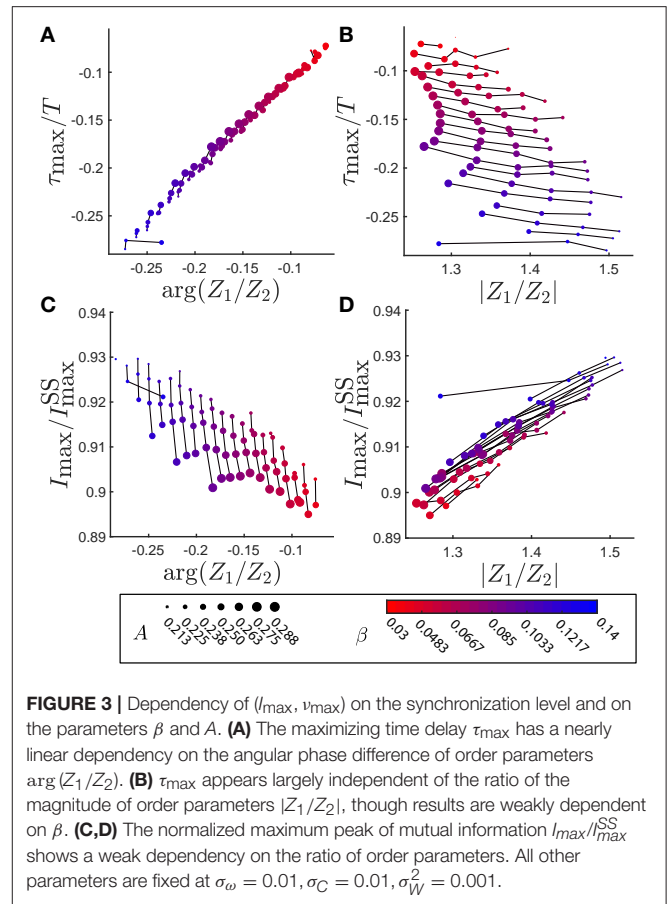 A
B
-0.1
-0.15
-0.2
-0.25
τmax/T
-0.25 -0.2 -0.15 -0.1
arg(Z1/Z2)
-0.1
-0.15
-0.2
-0.25
τmax/T
1.3 1.4 1.5
|Z1/Z2|
C
D
0.94
0.93
0.92
0.91
0.9
0.89
Imax/I^SS_max
-0.25 -0.2 -0.15 -0.1
arg(Z1/Z2)
0.94
0.93
0.92
0.91
0.9
0.89
Imax/I^SS_max
1.3 1.4 1.5
|Z1/Z2|
A
0.213 0.225 0.238 0.250 0.263 0.275 0.288
β
0.03 0.0483 0.0667 0.085 0.1033 0.1217 0.14
FIGURE 3 | Dependency of (Imax, νmax) on the synchronization level and on
the parameters β and A. (A) The maximizing time delay τmax has a nearly
linear dependency on the angular phase difference of order parameters
arg (Z1/Z2). (B) τmax appears largely independent of the ratio of the
magnitude of order parameters |Z1/Z2|, though results are weakly dependent
on β. (C,D) The normalized maximum peak of mutual information Imax/I^SS_max
shows a weak dependency on the ratio of order parameters. All other
parameters are fixed at σω = 0.01, σC = 0.01, σ²W = 0.001.